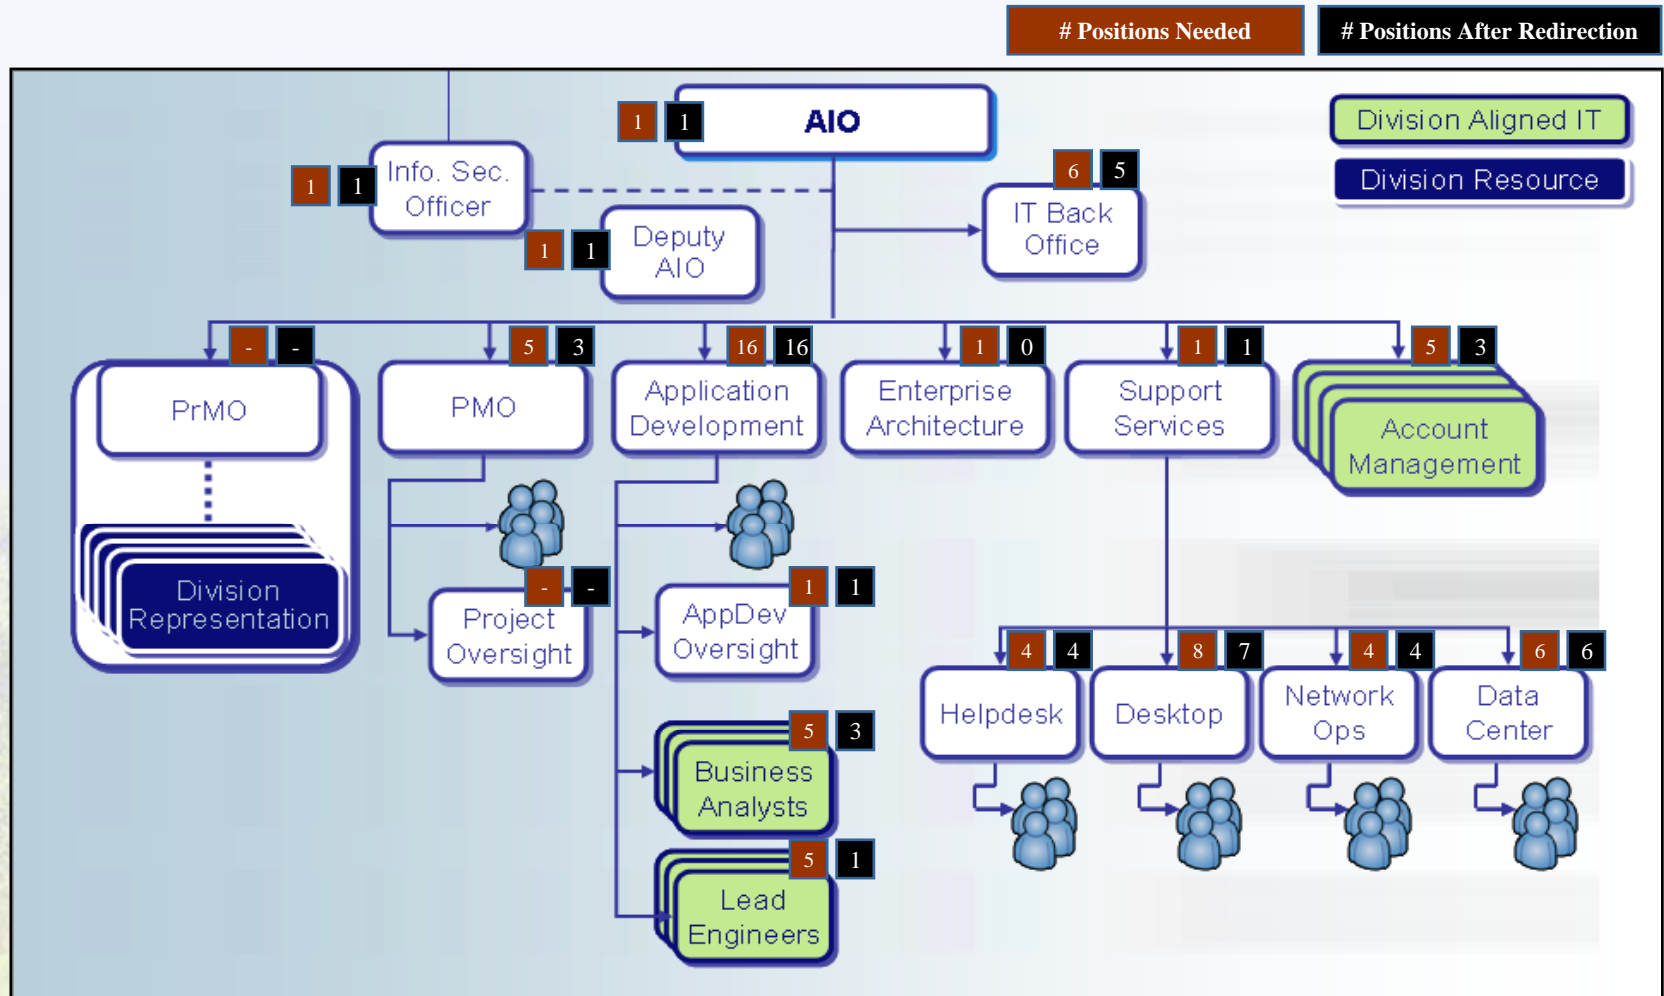 # Positions Needed
# Positions After Redirection
1
1
AIO
Division Aligned IT
Division Resource
1
1
Info. Sec.
Officer
6
5
IT Back
Office
1
1
Deputy
AIO
-
-
PrMO
5
3
PMO
16
16
Application
Development
1
0
Enterprise
Architecture
1
1
Support
Services
5
3
Account
Management
Division
Representation
-
-
Project
Oversight
1
1
AppDev
Oversight
5
3
Business
Analysts
5
1
Lead
Engineers
4
4
Helpdesk
8
7
Desktop
4
4
Network
Ops
6
6
Data
Center